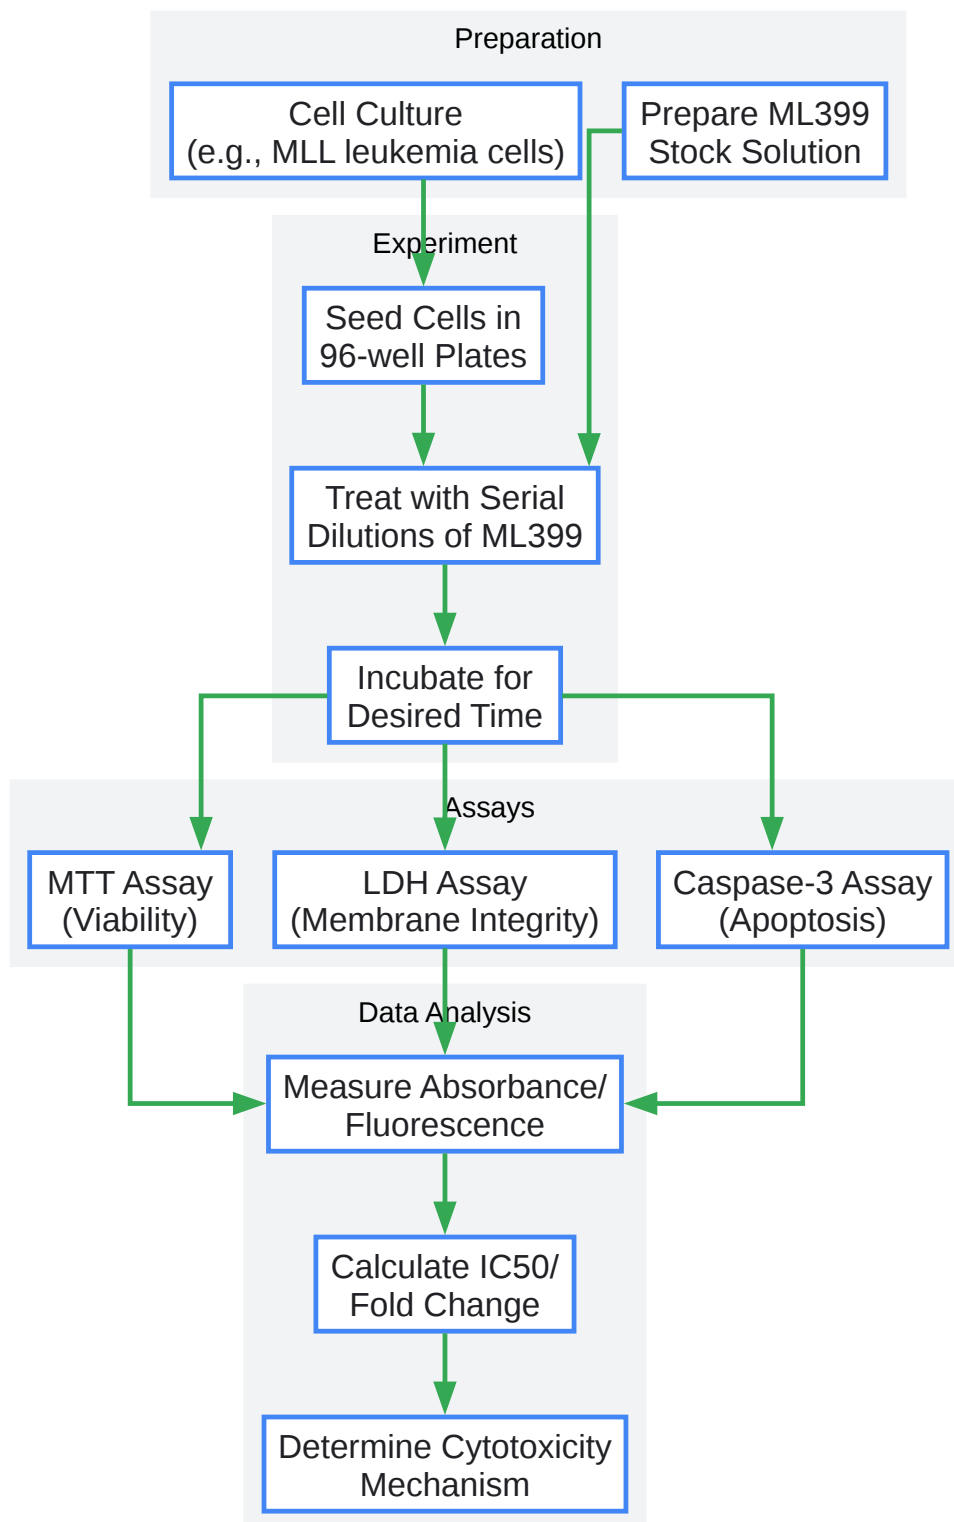 Preparation
Cell Culture
(e.g., MLL leukemia cells)
Prepare ML399
Stock Solution
Experiment
Seed Cells in
96-well Plates
Treat with Serial
Dilutions of ML399
Incubate for
Desired Time
Assays
MTT Assay
(Viability)
LDH Assay
(Membrane Integrity)
Caspase-3 Assay
(Apoptosis)
Data Analysis
Measure Absorbance/
Fluorescence
Calculate IC50/
Fold Change
Determine Cytotoxicity
Mechanism